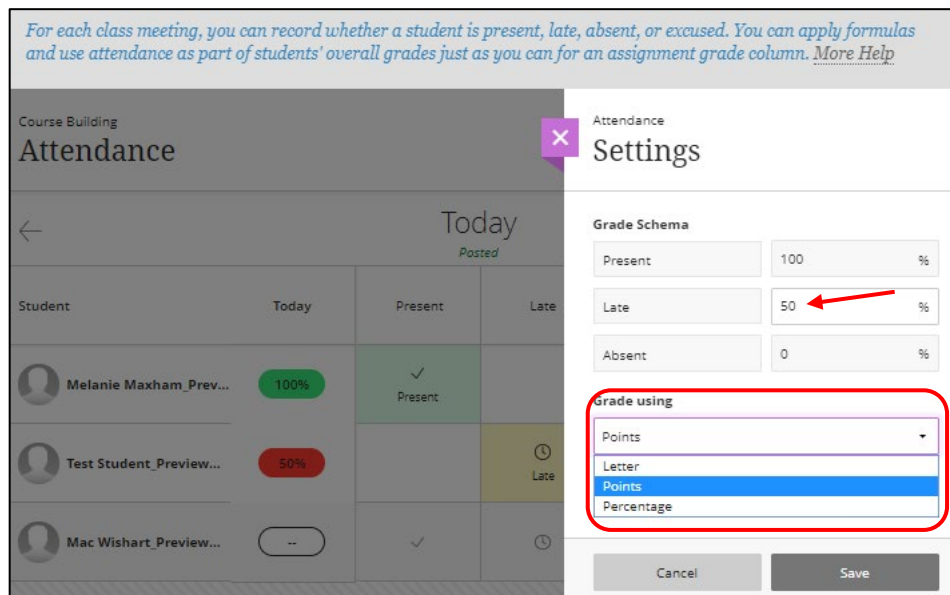 For each class meeting, you can record whether a student is present, late, absent, or excused. You can apply formulas
and use attendance as part of students' overall grades just as you can for an assignment grade column. More Help
Course Building
Attendance
Today
Posted
Student Today Present Late
Melanie Maxham_Prev... 100% Present
Test Student_Preview... 50% Late
Mac Wishart_Preview... --
Attendance
Settings
Grade Schema
Present 100 %
Late 50 %
Absent 0 %
Grade using
Points
Letter
Points
Percentage
Cancel Save